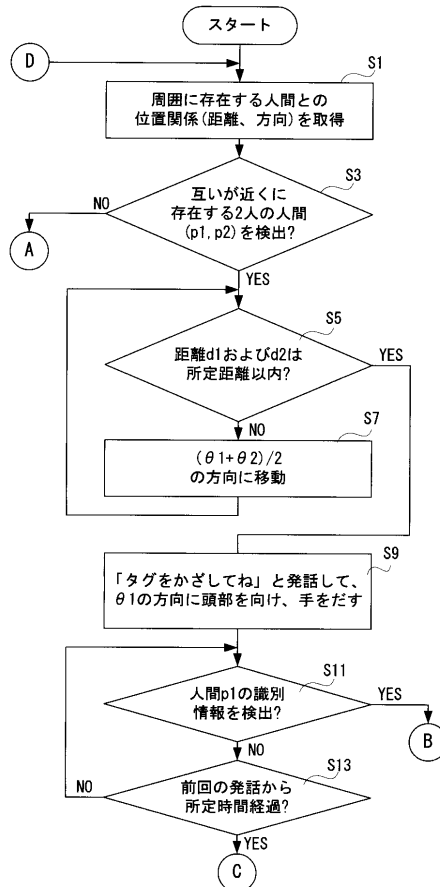 スタート
D
S1
周囲に存在する人間との
位置関係(距離、方向)を取得
S3
互いが近くに
存在する2人の人間
(p1,p2)を検出?
NO
A
YES
S5
距離d1およびd2は
所定距離以内?
YES
NO
S7
(θ1+θ2)/2
の方向に移動
S9
「タグをかざしてね」と発話して、
θ1の方向に頭部を向け、手をだす
S11
人間p1の識別
情報を検出?
YES
B
NO
S13
前回の発話から
所定時間経過?
NO
YES
C